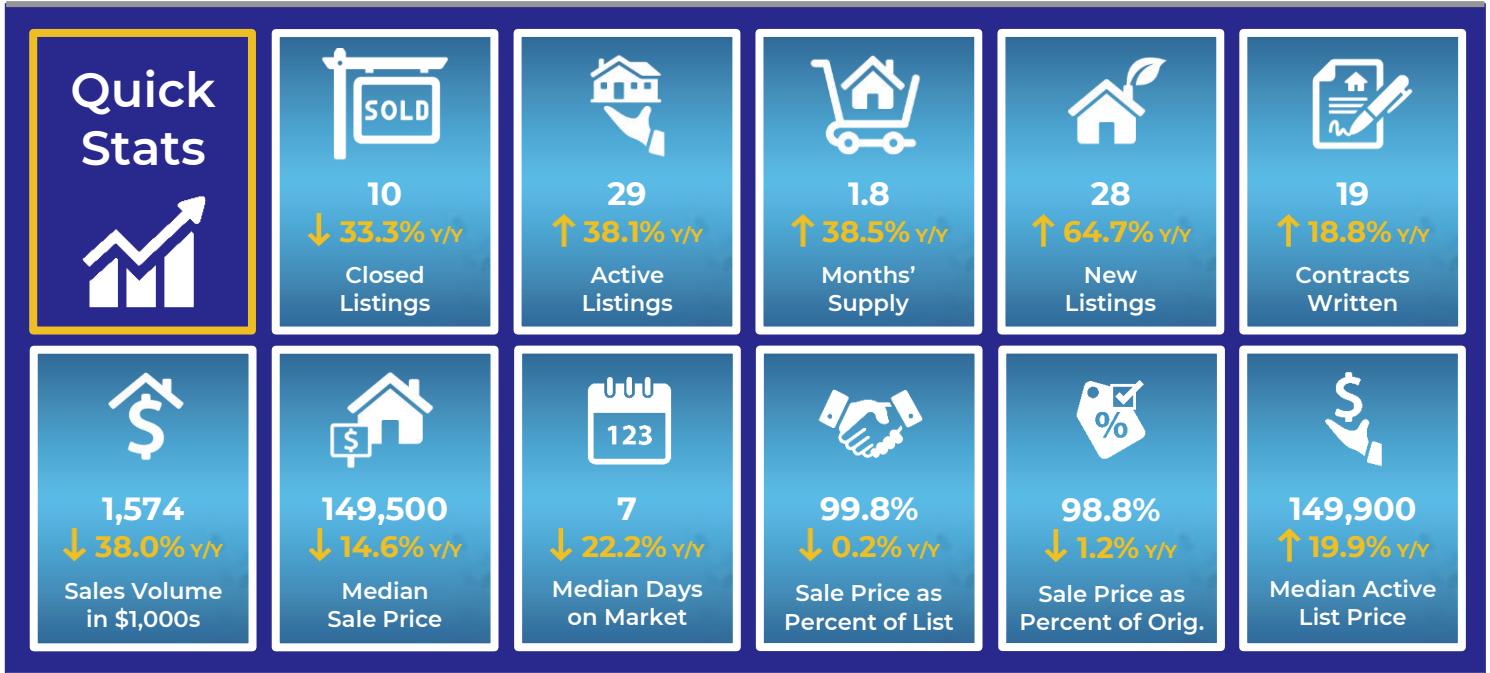 Quick
Stats
SOLD
10
↓ 33.3% Y/Y
Closed
Listings
29
↑ 38.1% Y/Y
Active
Listings
1.8
↑ 38.5% Y/Y
Months'
Supply
28
↑ 64.7% Y/Y
New
Listings
19
↑ 18.8% Y/Y
Contracts
Written
$
1,574
↓ 38.0% Y/Y
Sales Volume
in $1,000s
$
149,500
↓ 14.6% Y/Y
Median
Sale Price
123
7
↓ 22.2% Y/Y
Median Days
on Market
99.8%
↓ 0.2% Y/Y
Sale Price as
Percent of List
%
98.8%
↓ 1.2% Y/Y
Sale Price as
Percent of Orig.
$
149,900
↑ 19.9% Y/Y
Median Active
List Price